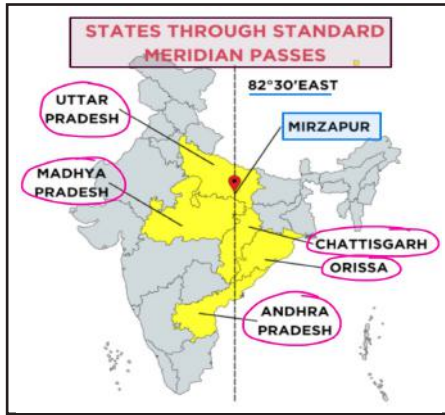 STATES THROUGH STANDARD
MERIDIAN PASSES
82°30'EAST
UTTAR
PRADESH
MIRZAPUR
MADHYA
PRADESH
CHATTISGARH
ORISSA
ANDHRA
PRADESH